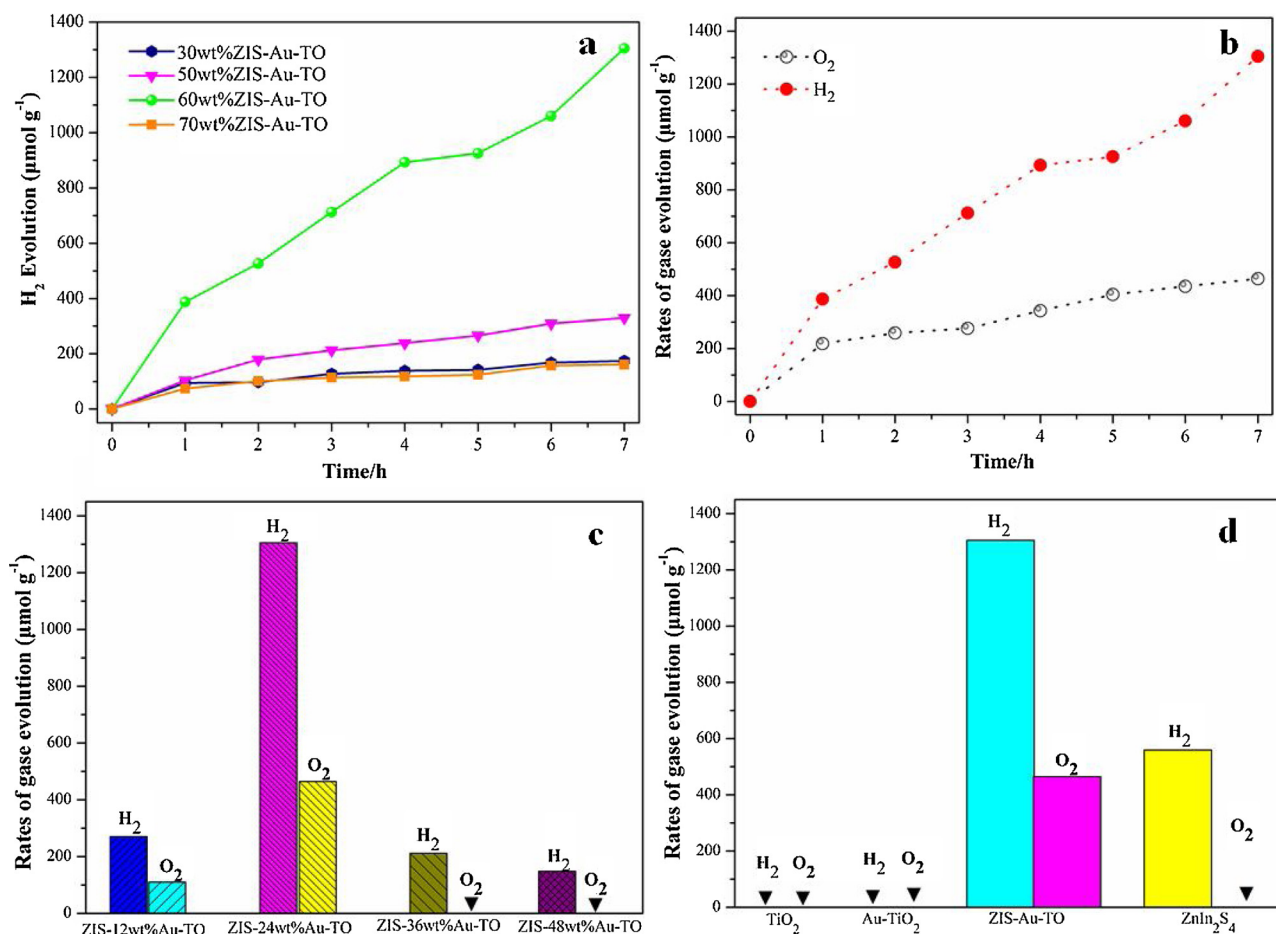 a
1400
1200
1000
800
600
400
200
0
H₂ Evolution (μmol g⁻¹)
30wt%ZIS-Au-TO
50wt%ZIS-Au-TO
60wt%ZIS-Au-TO
70wt%ZIS-Au-TO
0 1 2 3 4 5 6 7
Time/h
b
1400
1200
1000
800
600
400
200
0
Rates of gase evolution (μmol g⁻¹)
O₂
H₂
0 1 2 3 4 5 6 7
Time/h
c
1400
1200
1000
800
600
400
200
0
Rates of gase evolution (μmol g⁻¹)
H₂ O₂ H₂ O₂ H₂ O₂ H₂ O₂
ZIS-12wt%Au-TO ZIS-24wt%Au-TO ZIS-36wt%Au-TO ZIS-48wt%Au-TO
d
1400
1200
1000
800
600
400
200
0
Rates of gase evolution (μmol g⁻¹)
H₂ O₂ H₂ O₂ H₂ O₂ H₂ O₂
TiO₂ Au-TiO₂ ZIS-Au-TO ZnIn₂S₄